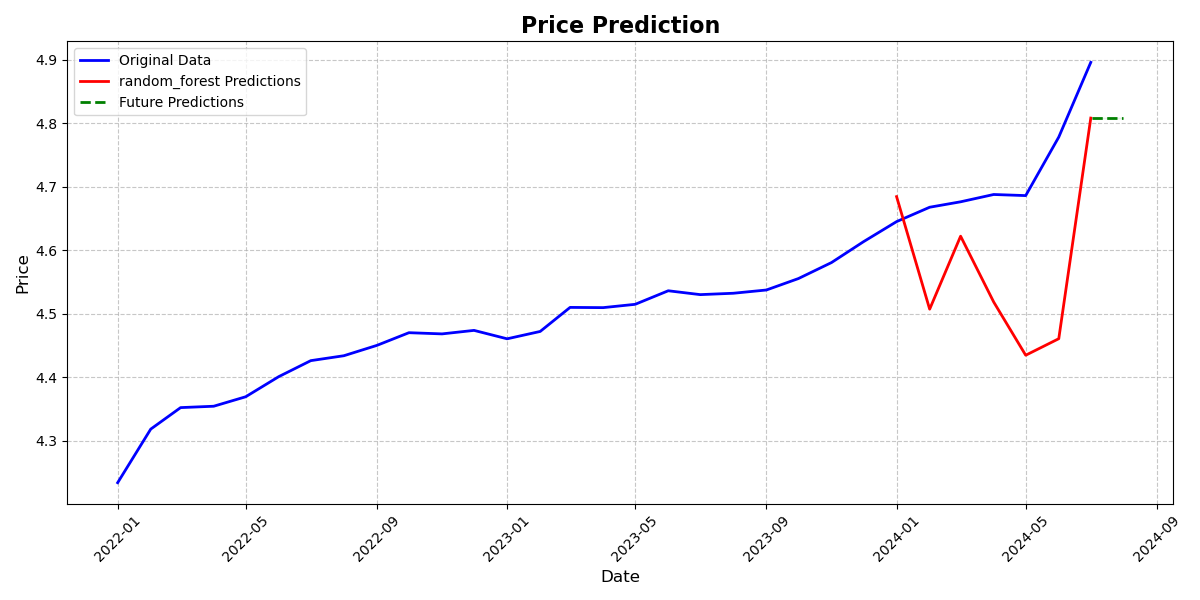 Price Prediction
Original Data
random_forest Predictions
Future Predictions
Price
4.9
4.8
4.7
4.6
4.5
4.4
4.3
2022-01
2022-05
2022-09
2023-01
2023-05
2023-09
2024-01
2024-05
2024-09
Date